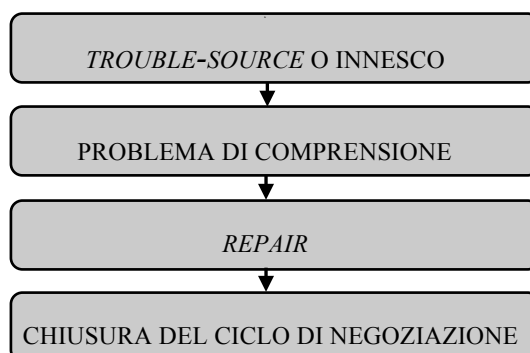 TROUBLE-SOURCE O INNESCO
PROBLEMA DI COMPRENSIONE
REPAIR
CHIUSURA DEL CICLO DI NEGOZIAZIONE